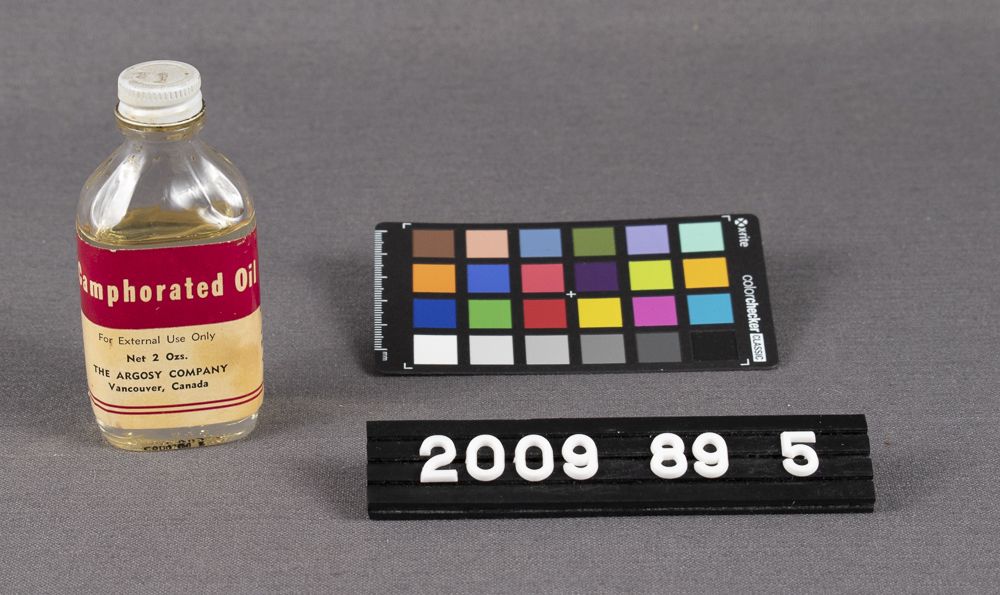 Camphorated Oil
For External Use Only
Net 2 Ozs.
THE ARGOSY COMPANY
Vancouver, Canada
x-rite
colorchecker CLASSIC
mm
2009 89 5